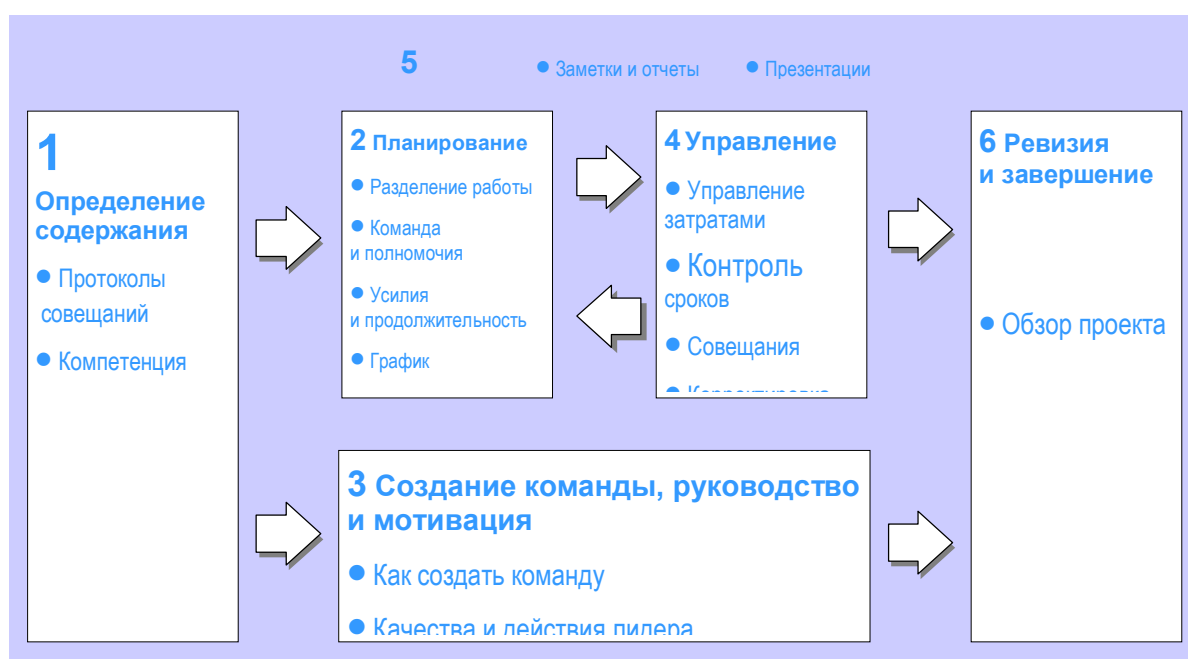 5 ● Заметки и отчеты ● Презентации
1
Определение
содержания
● Протоколы
совещаний
● Компетенция
2 Планирование
● Разделение работы
● Команда
и полномочия
● Усилия
и продолжительность
● График
4 Управление
● Управление
затратами
● Контроль
сроков
● Совещания
● Корректировка
3 Создание команды, руководство
и мотивация
● Как создать команду
● Качества и действия лидера
6 Ревизия
и завершение
● Обзор проекта